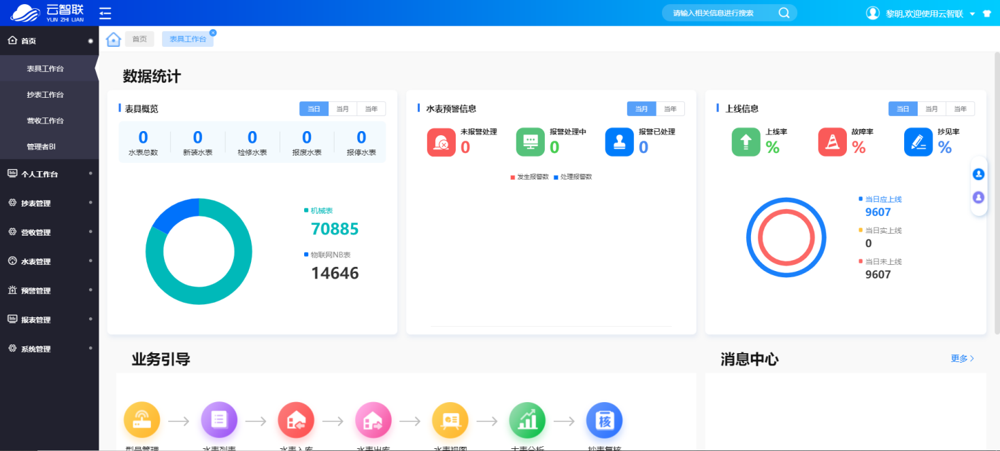 云智联
YUN ZHI LIAN
请输入相关信息进行搜索
黎明,欢迎使用云智联
首页
表具工作台
抄表工作台
营收工作台
管理者BI
个人工作台
抄表管理
营收管理
水表管理
预警管理
报表管理
系统管理
首页
表具工作台
数据统计
表具概览
当日 当月 当年
0 0 0 0 0
水表总数 新装水表 检修水表 报废水表 报停水表
机械表
70885
物联网NB表
14646
水表预警信息
当月 当年
未报警处理 报警处理中 报警已处理
0 0 0
发生报警数 处理报警数
上线信息
当日 当月 当年
上线率 故障率 抄见率
% % %
当日应上线
9607
当日实上线
0
当日未上线
9607
业务引导
核
型号管理 水表列表 水表入库 水表出库 水表视图 大表分析 抄表复核
消息中心
更多